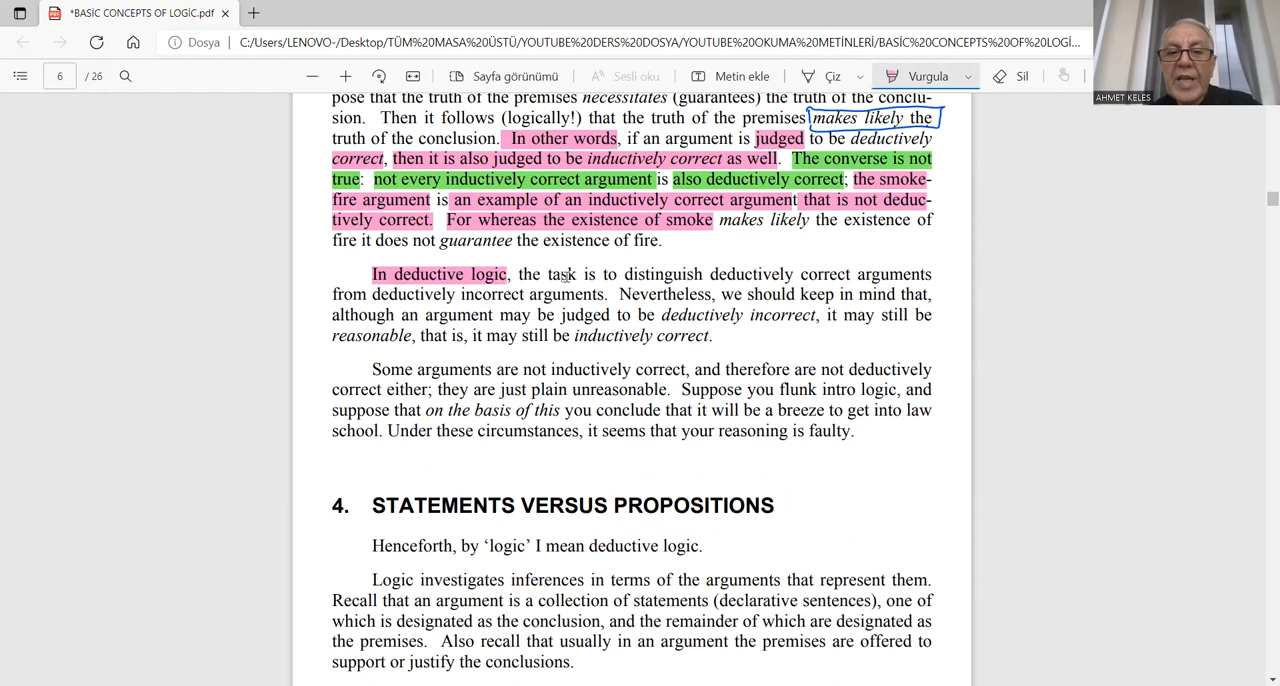 *BASİC CONCEPTS OF LOGİC.pdf
Dosya
C:/Users/LENOVO-/Desktop/TÜM%20MASA%20ÜSTÜ/YOUTUBE%20DERS%20DOSYA/YOUTUBE%20OKUMA%20METİNLERİ/BASİC%20CONCEPTS%20OF%20LOGİ...
6 / 26
Sayfa görünümü
Sesli oku
Metin ekle
Çiz
Vurgula
Sil
AHMET KELES
pose that the truth of the premises necessitates (guarantees) the truth of the conclu-
sion. Then it follows (logically!) that the truth of the premises makes likely the
truth of the conclusion. In other words, if an argument is judged to be deductively
correct, then it is also judged to be inductively correct as well. The converse is not
true: not every inductively correct argument is also deductively correct; the smoke-
fire argument is an example of an inductively correct argument that is not deduc-
tively correct. For whereas the existence of smoke makes likely the existence of
fire it does not guarantee the existence of fire.
In deductive logic, the task is to distinguish deductively correct arguments
from deductively incorrect arguments. Nevertheless, we should keep in mind that,
although an argument may be judged to be deductively incorrect, it may still be
reasonable, that is, it may still be inductively correct.
Some arguments are not inductively correct, and therefore are not deductively
correct either; they are just plain unreasonable. Suppose you flunk intro logic, and
suppose that on the basis of this you conclude that it will be a breeze to get into law
school. Under these circumstances, it seems that your reasoning is faulty.
4. STATEMENTS VERSUS PROPOSITIONS
Henceforth, by ‘logic’ I mean deductive logic.
Logic investigates inferences in terms of the arguments that represent them.
Recall that an argument is a collection of statements (declarative sentences), one of
which is designated as the conclusion, and the remainder of which are designated as
the premises. Also recall that usually in an argument the premises are offered to
support or justify the conclusions.